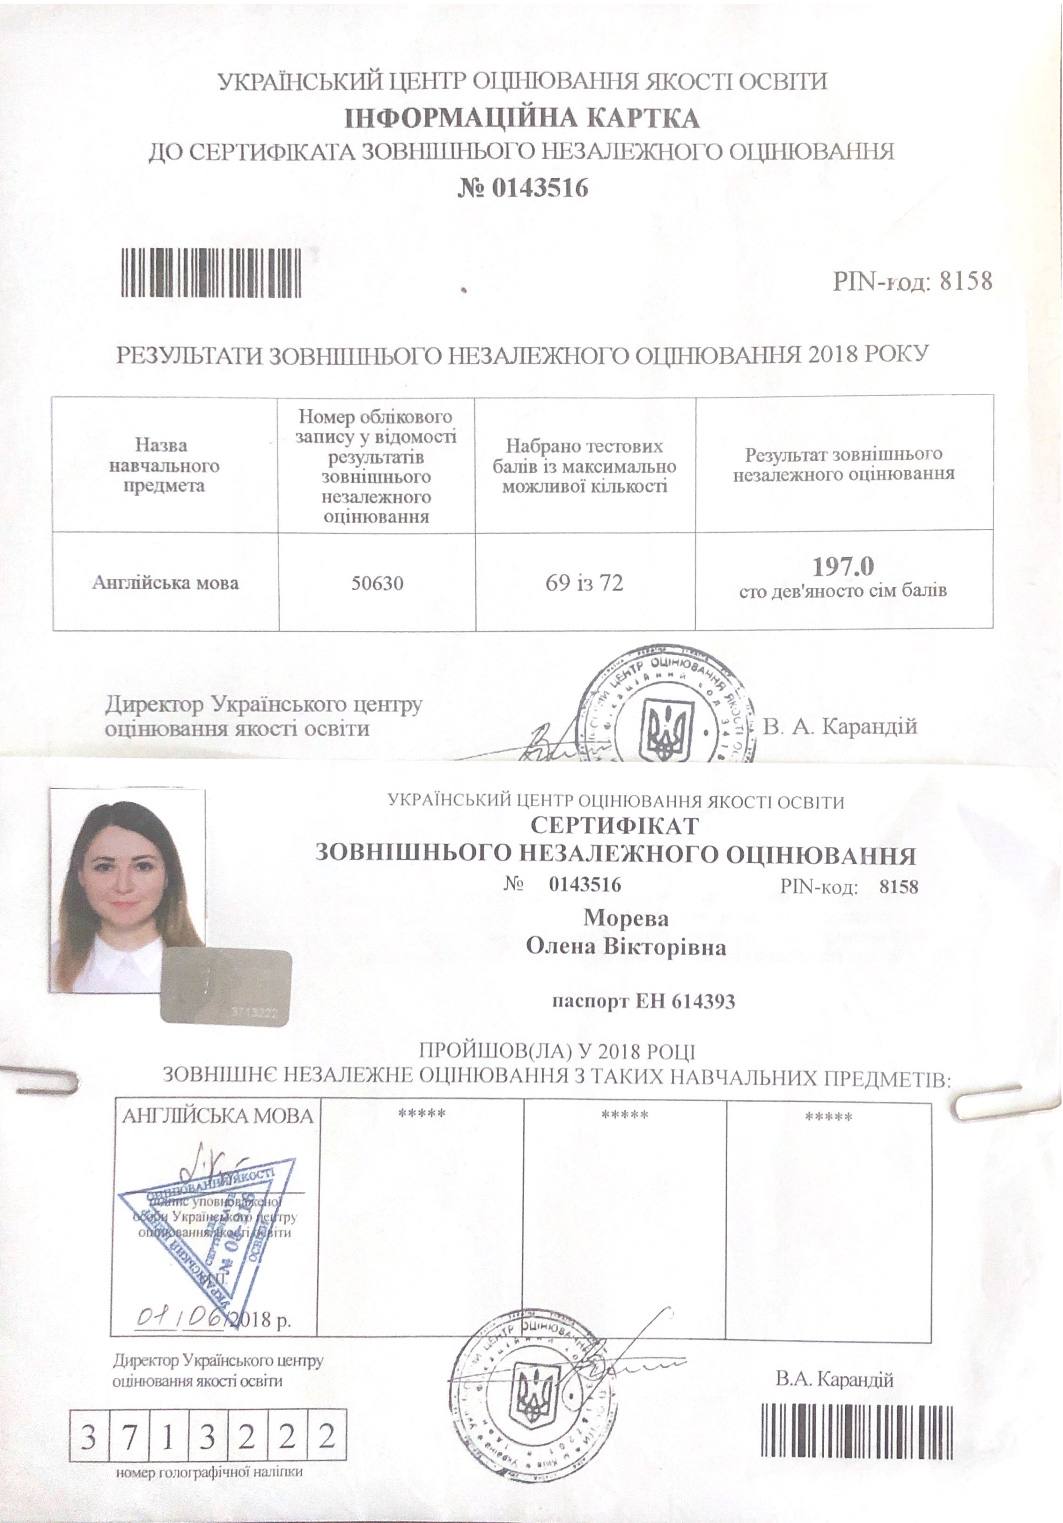 УКРАЇНСЬКИЙ ЦЕНТР ОЦІНЮВАННЯ ЯКОСТІ ОСВІТИ
ІНФОРМАЦІЙНА КАРТКА
ДО СЕРТИФІКАТА ЗОВНІШНЬОГО НЕЗАЛЕЖНОГО ОЦІНЮВАННЯ
№ 0143516
PIN-код: 8158
РЕЗУЛЬТАТИ ЗОВНІШНЬОГО НЕЗАЛЕЖНОГО ОЦІНЮВАННЯ 2018 РОКУ
Назва
навчального
предмета
Номер облікового
запису у відомості
результатів
зовнішнього
незалежного
оцінювання
Набрано тестових
балів із максимально
можливої кількості
Результат зовнішнього
незалежного оцінювання
Англійська мова
50630
69 із 72
197.0
сто дев'яносто сім балів
Директор Українського центру
оцінювання якості освіти
ЦЕНТР ОЦІНЮВАННЯ ЯКОСТІ
В. А. Карандій
УКРАЇНСЬКИЙ ЦЕНТР ОЦІНЮВАННЯ ЯКОСТІ ОСВІТИ
СЕРТИФІКАТ
ЗОВНІШНЬОГО НЕЗАЛЕЖНОГО ОЦІНЮВАННЯ
№ 0143516 PIN-код: 8158
Морева
Олена Вікторівна
паспорт ЕН 614393
3713222
ПРОЙШОВ(ЛА) У 2018 РОЦІ
ЗОВНІШНЄ НЕЗАЛЕЖНЕ ОЦІНЮВАННЯ З ТАКИХ НАВЧАЛЬНИХ ПРЕДМЕТІВ:
АНГЛІЙСЬКА МОВА ***** ***** *****
підпис уповноваженої
особи Українського центру
оцінювання якості освіти
М.П.
01/06/2018 р.
УКРАЇНСЬКИЙ ЦЕНТР
ОЦІНЮВАННЯ ЯКОСТІ
ОСВІТИ
Директор Українського центру
оцінювання якості освіти
ЦЕНТР ОЦІНЮВАННЯ
В.А. Карандій
3 7 1 3 2 2 2
номер голографічної наліпки